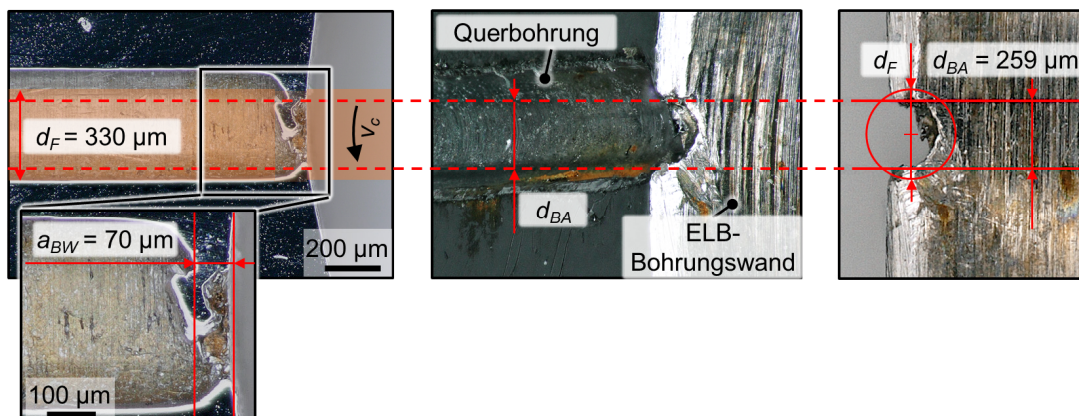 d_F = 330 µm
v_c
200 µm
a_BW = 70 µm
100 µm
Querbohrung
d_BA
ELB-
Bohrungswand
d_F
d_BA = 259 µm